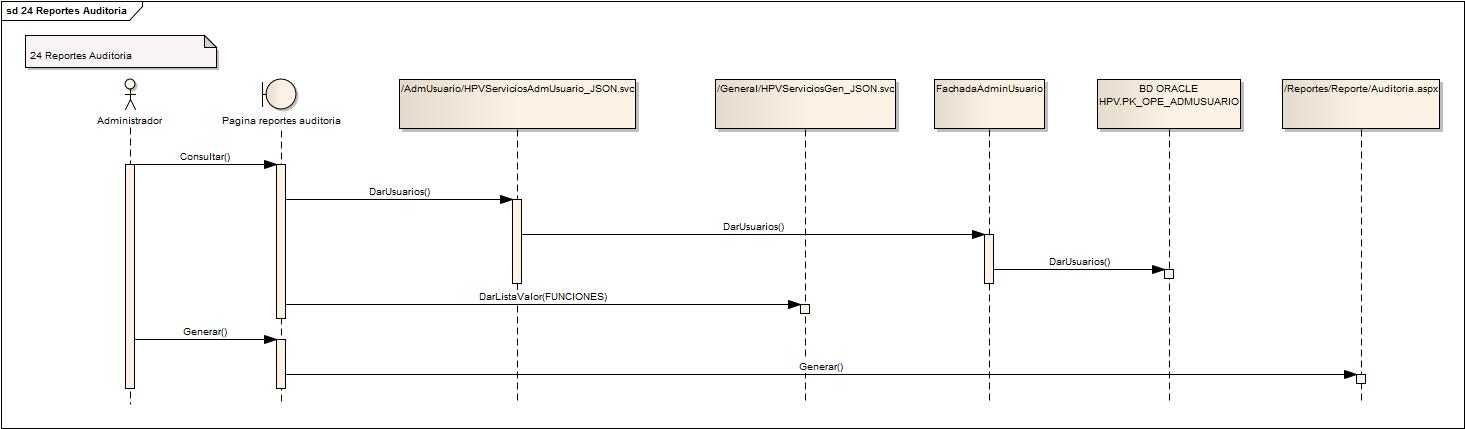 sd 24 Reportes Auditoria
24 Reportes Auditoria
Administrador
Pagina reportes auditoria
/AdmUsuario/HPVServiciosAdmUsuario_JSON.svc
/General/HPVServiciosGen_JSON.svc
FachadaAdminUsuario
BD ORACLE
HPV.PK_OPE_ADMUSUARIO
/Reportes/Reporte/Auditoria.aspx
Consultar()
DarUsuarios()
DarUsuarios()
DarUsuarios()
DarListaValor(FUNCIONES)
Generar()
Generar()